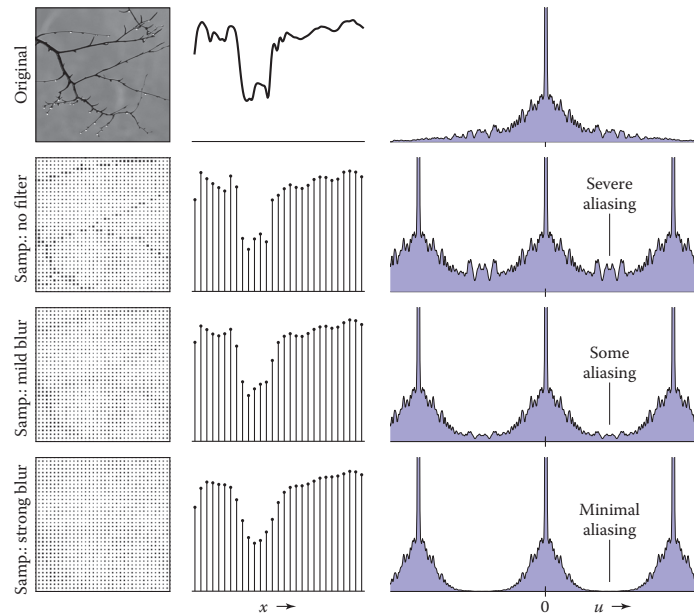 Original
Samp.: no filter
Severe
aliasing
Samp.: mild blur
Some
aliasing
Samp.: strong blur
Minimal
aliasing
x →
0
u →